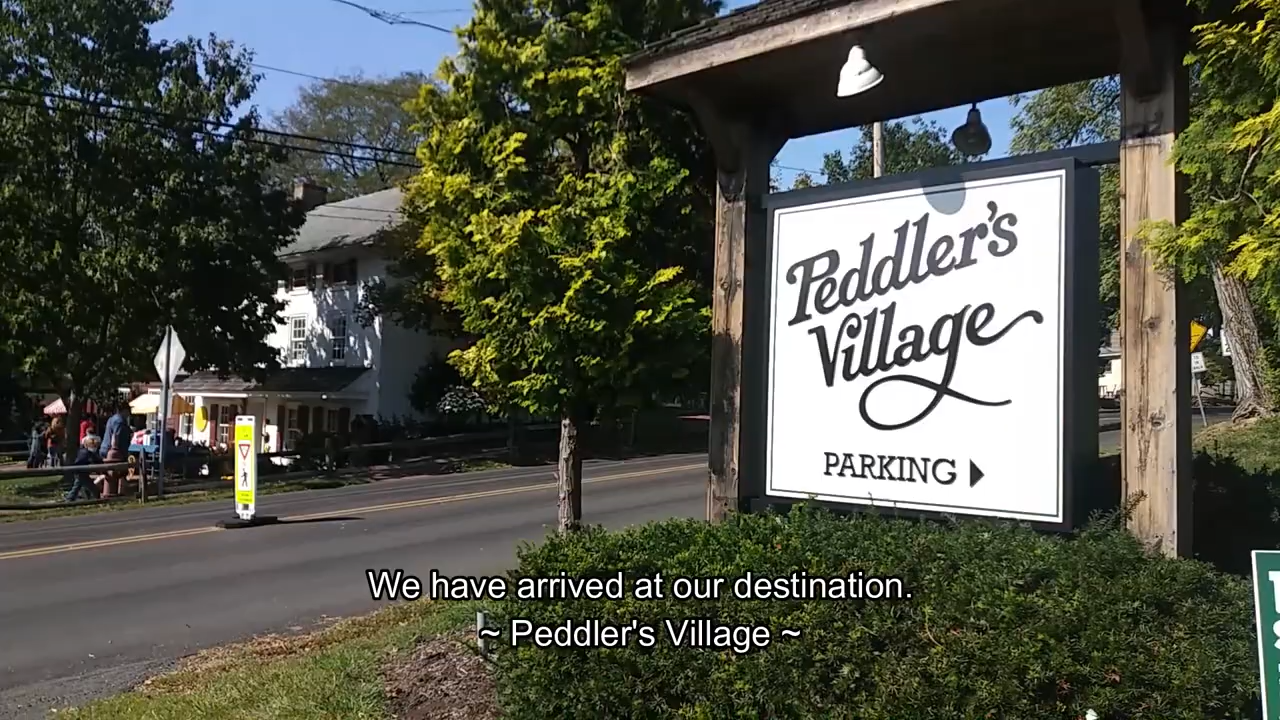 Peddler's
Village
PARKING
We have arrived at our destination.
~ Peddler's Village ~